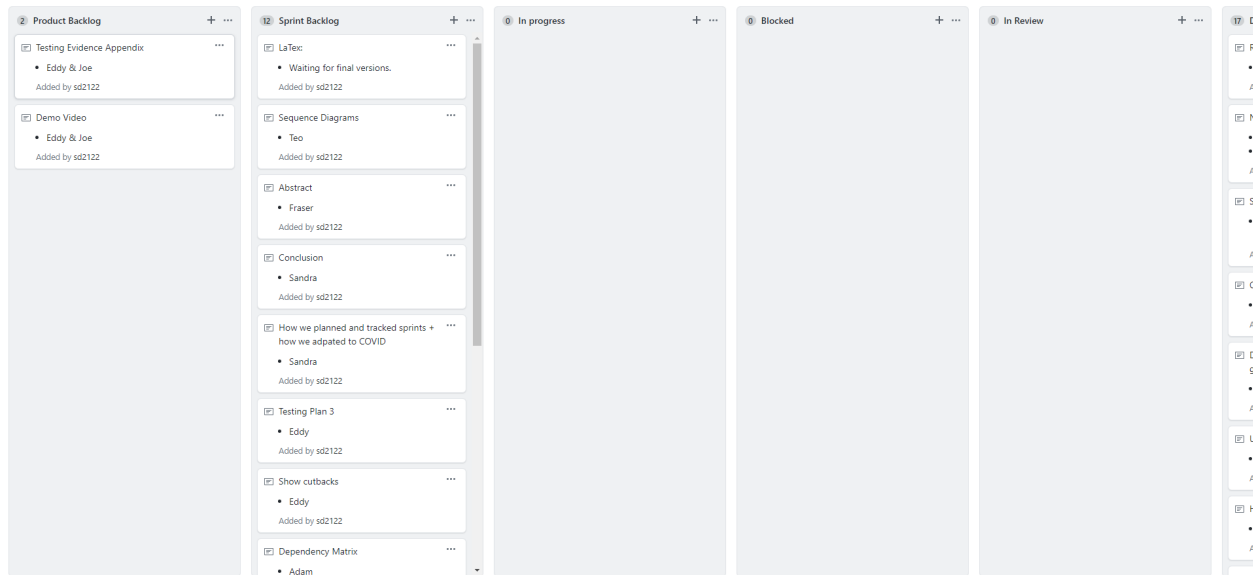 2 Product Backlog
Testing Evidence Appendix
Eddy & Joe
Added by sd2122
Demo Video
Eddy & Joe
Added by sd2122
12 Sprint Backlog
LaTex:
Waiting for final versions.
Added by sd2122
Sequence Diagrams
Teo
Added by sd2122
Abstract
Fraser
Added by sd2122
Conclusion
Sandra
Added by sd2122
How we planned and tracked sprints +
how we adpated to COVID
Sandra
Added by sd2122
Testing Plan 3
Eddy
Added by sd2122
Show cutbacks
Eddy
Added by sd2122
Dependency Matrix
Adam
0 In progress
0 Blocked
0 In Review
17